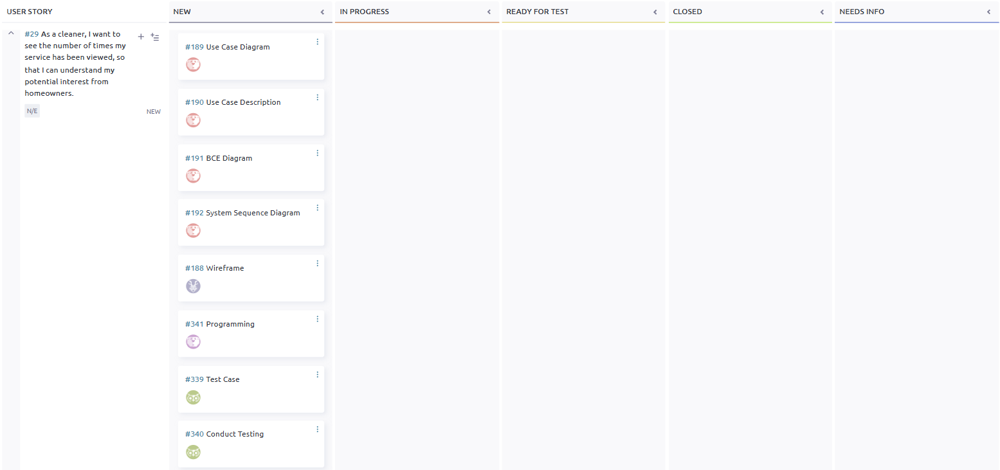 USER STORY
NEW
IN PROGRESS
READY FOR TEST
CLOSED
NEEDS INFO
#29 As a cleaner, I want to
see the number of times my
service has been viewed, so
that I can understand my
potential interest from
homeowners.
N/E
NEW
#189 Use Case Diagram
#190 Use Case Description
#191 BCE Diagram
#192 System Sequence Diagram
#188 Wireframe
#341 Programming
#339 Test Case
#340 Conduct Testing